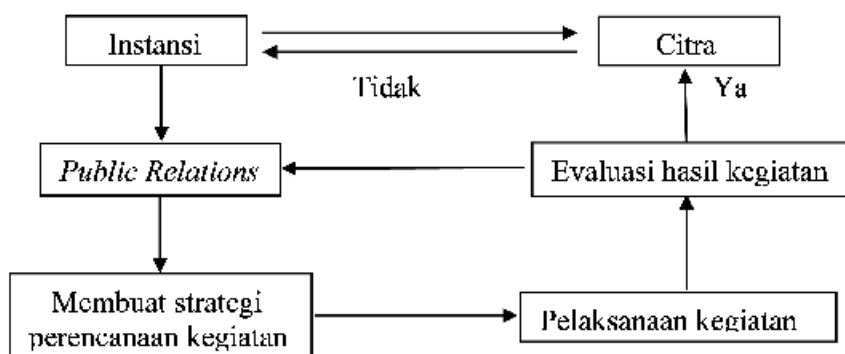 Instansi
Citra
Tidak
Ya
Public Relations
Evaluasi hasil kegiatan
Membuat strategi
perencanaan kegiatan
Pelaksanaan kegiatan